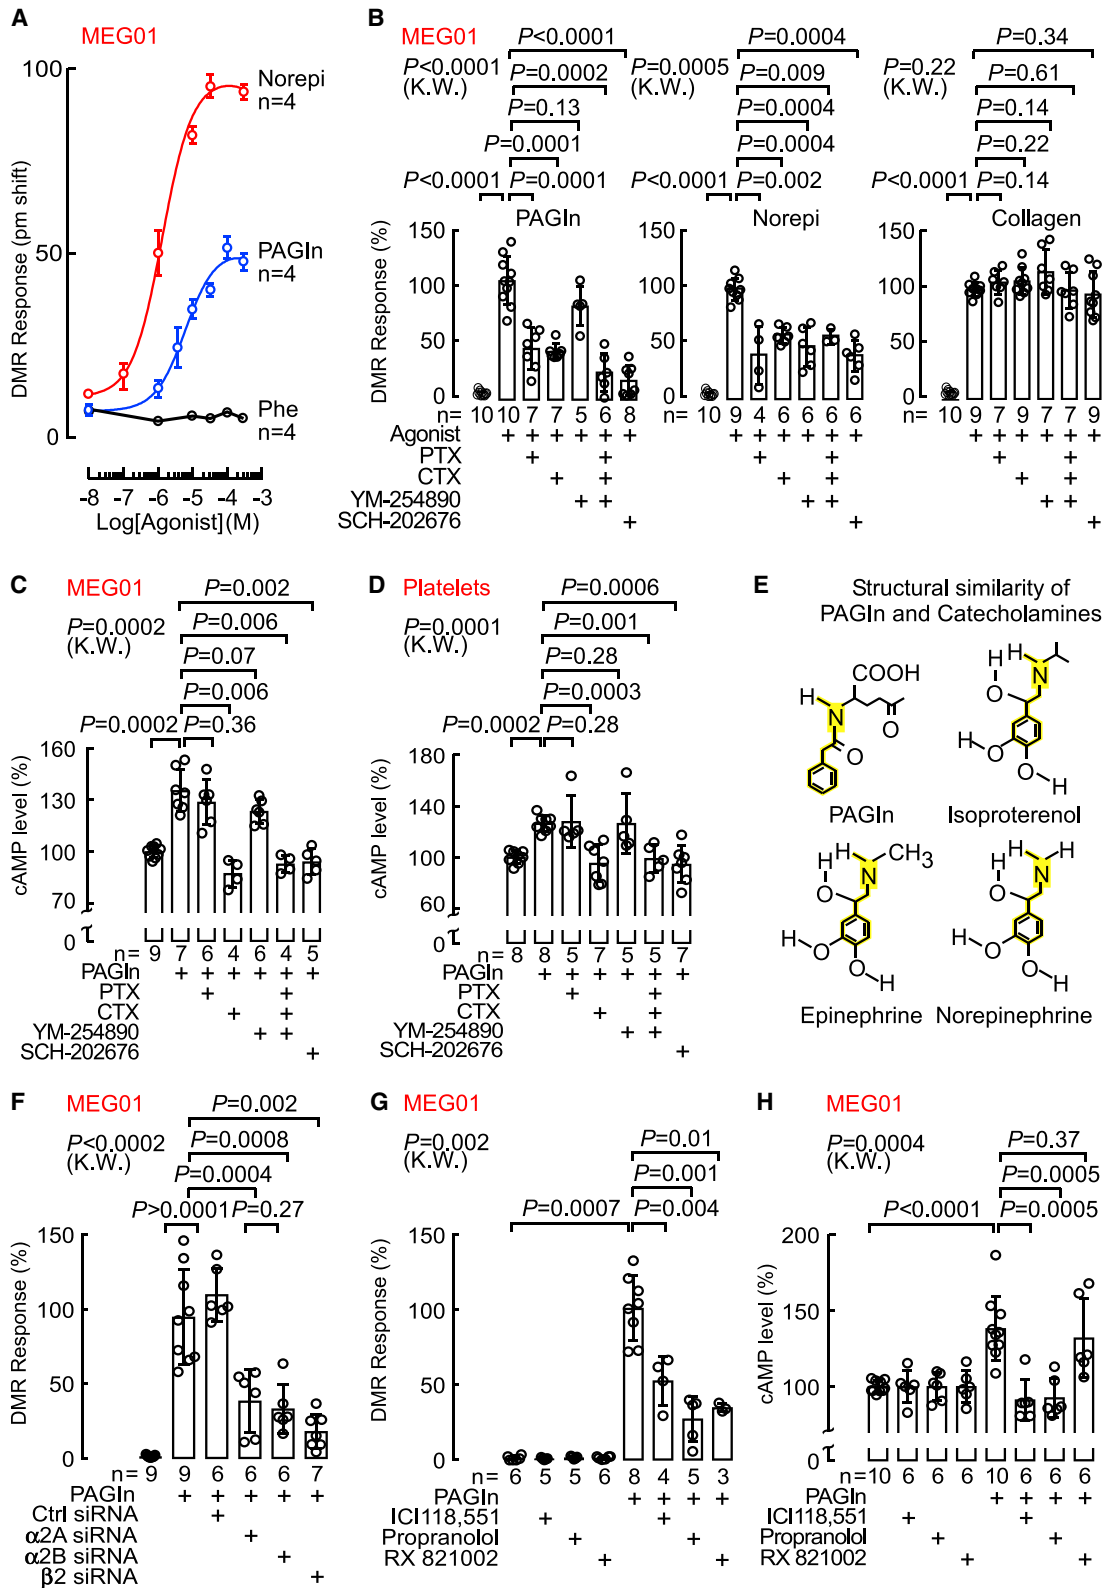 A
MEG01
100
50
0
DMR Response (pm shift)
Norepi
n=4
PAGln
n=4
Phe
n=4
-8 -7 -6 -5 -4 -3
Log[Agonist](M)
B
MEG01
P<0.0001
(K.W.)
P<0.0001
P=0.0002
P=0.13
P=0.0001
P<0.0001 P=0.0001
PAGln
P=0.0005
(K.W.)
P=0.0004
P=0.009
P=0.0004
P=0.0004
P<0.0001 P=0.002
Norepi
P=0.22
(K.W.)
P=0.34
P=0.61
P=0.14
P=0.22
P<0.0001 P=0.14
Collagen
DMR Response (%)
150 150 150
100 100 100
50 50 50
0 0 0
n= 10 10 7 7 5 6 8 10 9 4 6 6 6 6 10 9 7 9 7 7 9
Agonist + + + + + + + + + + + + + + + + + +
PTX + + + + + +
CTX + + + + + +
YM-254890 + + + + + +
SCH-202676 + + +
C
MEG01
P=0.0002
(K.W.)
P=0.002
P=0.006
P=0.07
P=0.006
P=0.0002 P=0.36
cAMP level (%)
160
130
100
70
0
n= 9 7 6 4 6 4 5
PAGln + + + + + +
PTX + +
CTX + +
YM-254890 + +
SCH-202676 +
D
Platelets
P=0.0001
(K.W.)
P=0.0006
P=0.001
P=0.28
P=0.0003
P=0.0002 P=0.28
cAMP level (%)
180
140
100
60
0
n= 8 8 5 7 5 5 7
PAGln + + + + + +
PTX + +
CTX + +
YM-254890 + +
SCH-202676 +
E
Structural similarity of
PAGln and Catecholamines
H N COOH O O
PAGln
H N H O H O O H
Isoproterenol
H N CH3 H O H O O H
Epinephrine
H N H H O H O O H
Norepinephrine
F
MEG01
P<0.0002
(K.W.)
P=0.002
P=0.0008
P=0.0004
P>0.0001 P=0.27
DMR Response (%)
150
100
50
0
n= 9 9 6 6 6 7
PAGln + + + + +
Ctrl siRNA +
α2A siRNA +
α2B siRNA +
β2 siRNA +
G
MEG01
P=0.002
(K.W.)
P=0.01
P=0.001
P=0.0007 P=0.004
DMR Response (%)
150
100
50
0
n= 6 5 5 6 8 4 5 3
PAGln + + + +
ICI118,551 + +
Propranolol + +
RX 821002 + +
H
MEG01
P=0.0004
(K.W.)
P=0.37
P=0.0005
P<0.0001 P=0.0005
cAMP level (%)
200
150
100
0
n= 10 6 6 6 10 6 6 6
PAGln + + + +
ICI118,551 + +
Propranolol + +
RX 821002 + +